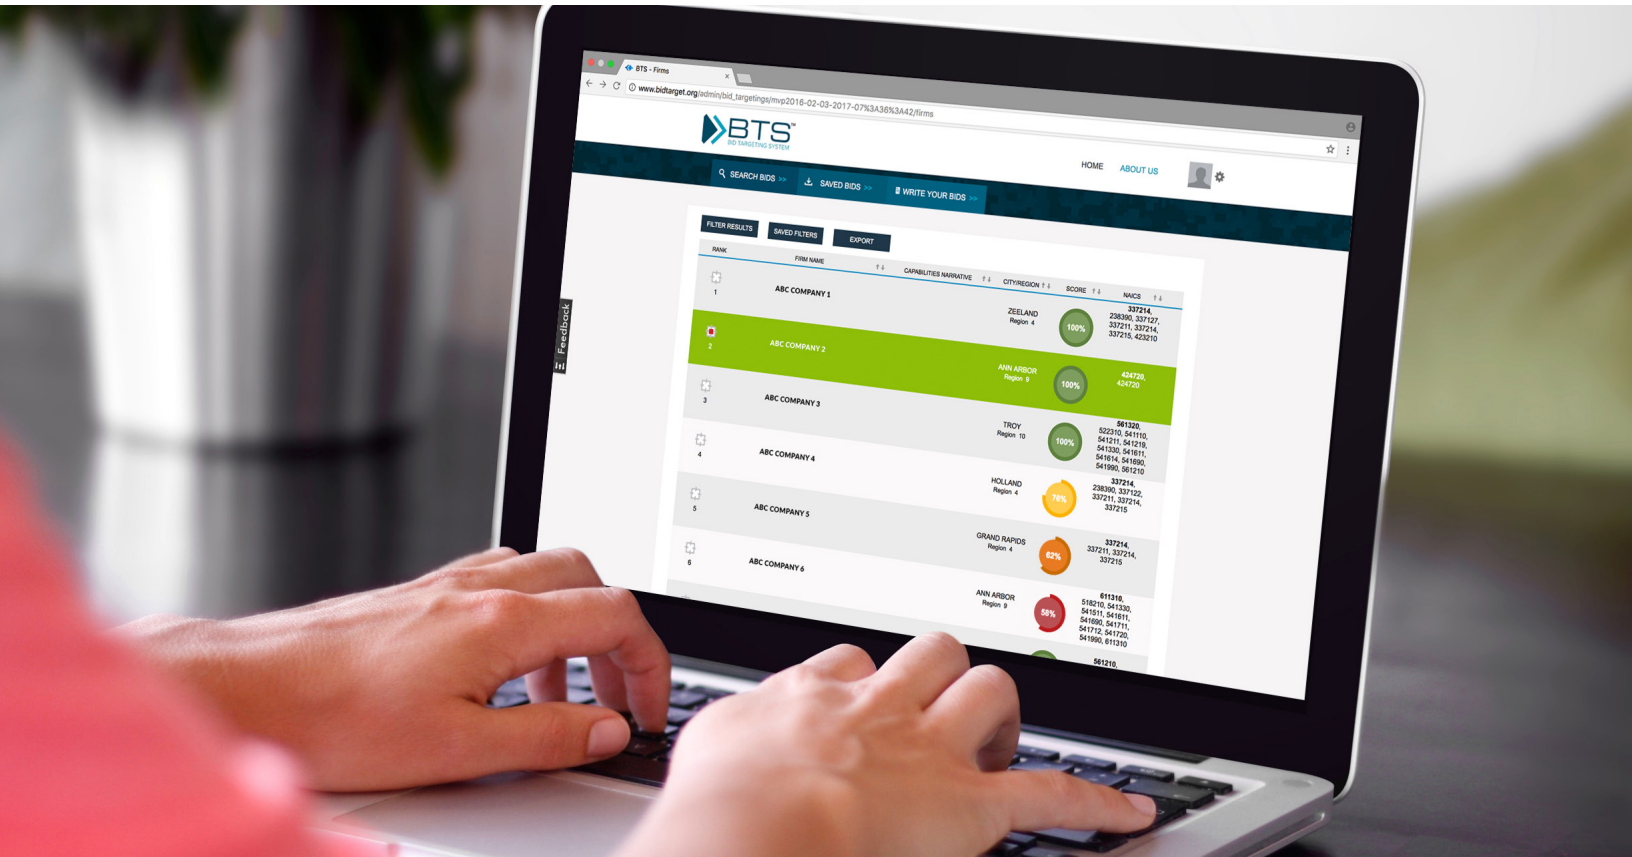 BTS - Firms
www.bidtarget.org/admin/bid_targetings/mvp2016-02-03-2017-07%3A36%3A42/firms
BTS™
BID TARGETING SYSTEM
HOME ABOUT US
SEARCH BIDS >> SAVED BIDS >> WRITE YOUR BIDS >>
FILTER RESULTS SAVED FILTERS EXPORT
RANK FIRM NAME CAPABILITIES NARRATIVE CITY/REGION SCORE NAICS
1 ABC COMPANY 1 ZEELAND
Region 4 100% 337214,
238390, 337127,
337211, 337214,
337215, 423210
2 ABC COMPANY 2 ANN ARBOR
Region 9 100% 424720,
424720
3 ABC COMPANY 3 TROY
Region 10 100% 561320,
522310, 541110,
541211, 541219,
541330, 541611,
541614, 541690,
541990, 561210
4 ABC COMPANY 4 HOLLAND
Region 4 76% 337214,
238390, 337122,
337211, 337214,
337215
5 ABC COMPANY 5 GRAND RAPIDS
Region 4 62% 337214,
337211, 337214,
337215
6 ABC COMPANY 6 ANN ARBOR
Region 9 58% 611310,
518210, 541330,
541511, 541611,
541690, 541711,
541712, 541720,
541990, 611310
561210,
Feedback